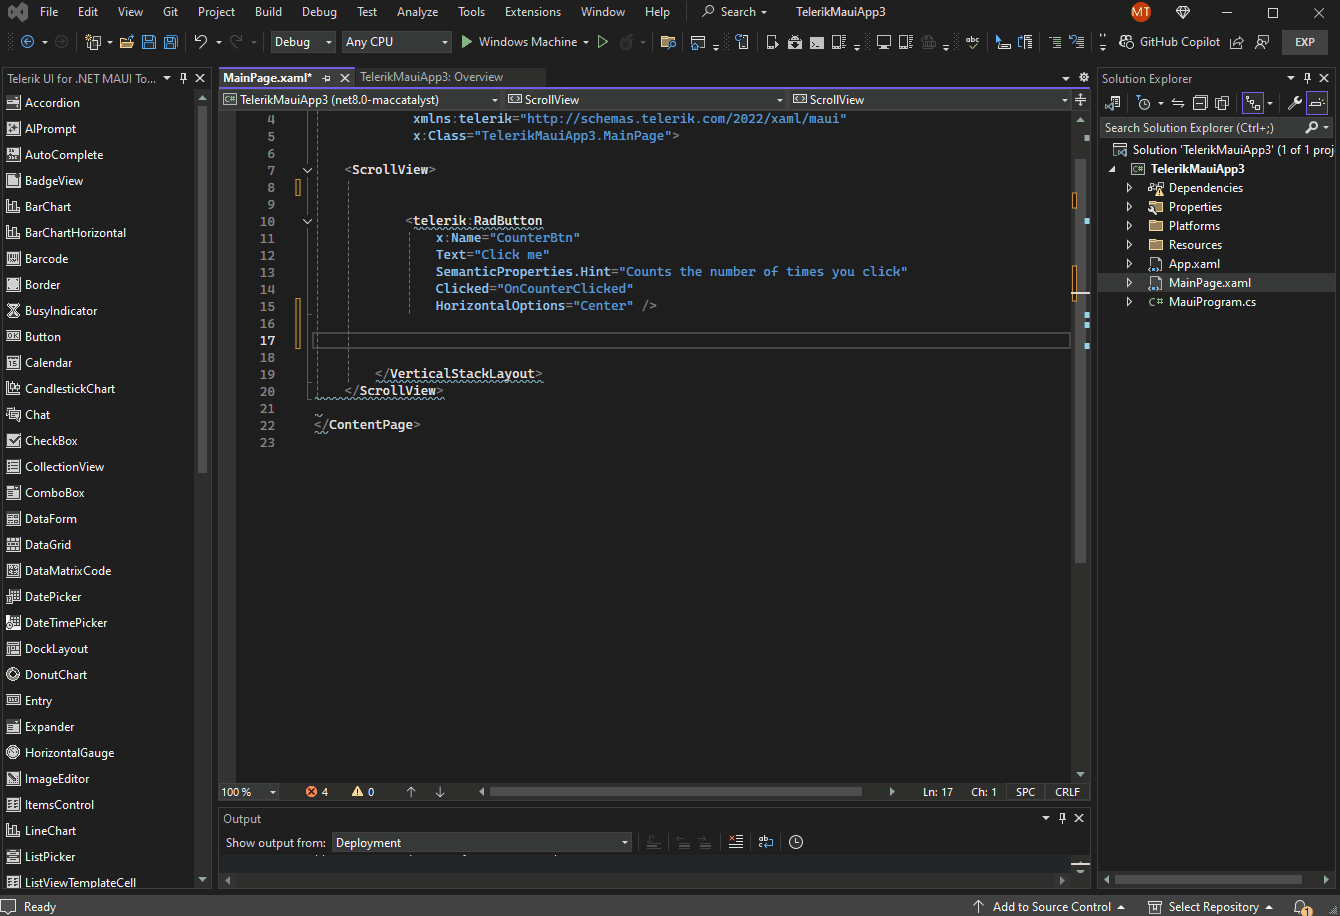 File Edit View Git Project Build Debug Test Analyze Tools Extensions Window Help Search TelerikMauiApp3 MT
Debug Any CPU Windows Machine GitHub Copilot EXP
Telerik UI for .NET MAUI To...
Accordion
AIPrompt
AutoComplete
BadgeView
BarChart
BarChartHorizontal
Barcode
Border
BusyIndicator
Button
Calendar
CandlestickChart
Chat
CheckBox
CollectionView
ComboBox
DataForm
DataGrid
DataMatrixCode
DatePicker
DateTimePicker
DockLayout
DonutChart
Entry
Expander
HorizontalGauge
ImageEditor
ItemsControl
LineChart
ListPicker
ListViewTemplateCell
MainPage.xaml* TelerikMauiApp3: Overview
TelerikMauiApp3 (net8.0-maccatalyst) ScrollView ScrollView
4 xmlns:telerik="http://schemas.telerik.com/2022/xaml/maui"
5 x:Class="TelerikMauiApp3.MainPage">
6
7 <ScrollView>
8
9
10 <telerik:RadButton
11 x:Name="CounterBtn"
12 Text="Click me"
13 SemanticProperties.Hint="Counts the number of times you click"
14 Clicked="OnCounterClicked"
15 HorizontalOptions="Center" />
16
17
18
19 </VerticalStackLayout>
20 </ScrollView>
21
22 </ContentPage>
23
100 % 4 0 Ln: 17 Ch: 1 SPC CRLF
Output
Show output from: Deployment
Solution Explorer
Search Solution Explorer (Ctrl+;)
Solution 'TelerikMauiApp3' (1 of 1 proj
TelerikMauiApp3
Dependencies
Properties
Platforms
Resources
App.xaml
MainPage.xaml
C# MauiProgram.cs
Ready Add to Source Control Select Repository 1